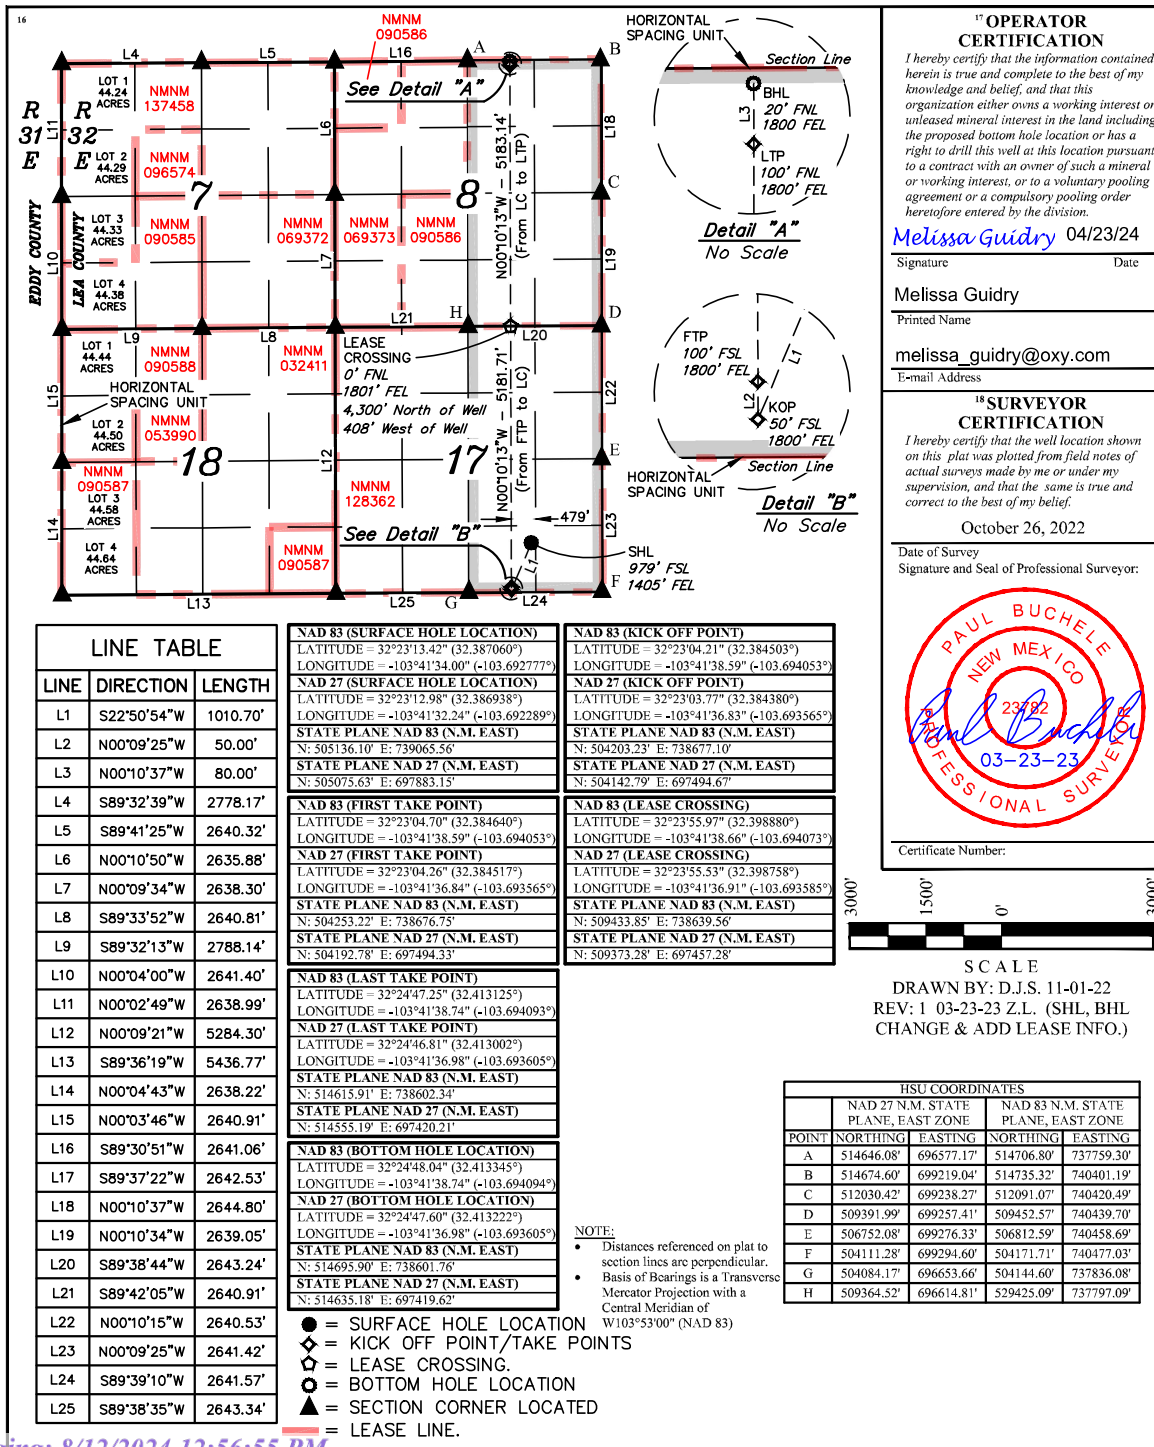 16
NMNM
090586
L4
L5
L16
A
B
LOT 1
44.24
ACRES
NMNM
137458
See Detail "A"
R
31
E
R
32
E
L11
L6
L18
LOT 2
44.29
ACRES
NMNM
096574
7
8
C
N00°10'13"W - 5183.14'
(From LC to LTP)
EDDY COUNTY
LEA COUNTY
LOT 3
44.33
ACRES
NMNM
090585
NMNM
069372
NMNM
069373
NMNM
090586
L10
L7
L19
LOT 4
44.38
ACRES
L21
H
D
L9
L8
L20
LOT 1
44.44
ACRES
NMNM
090588
NMNM
032411
LEASE
CROSSING
0' FNL
1801' FEL
4,300' North of Well
408' West of Well
HORIZONTAL
SPACING UNIT
L15
L22
LOT 2
44.50
ACRES
NMNM
053990
N00°10'13"W - 5181.71'
(From FTP to LC)
18
17
E
L12
NMNM
090587
LOT 3
44.58
ACRES
NMNM
128362
L14
L23
479'
See Detail "B"
LOT 4
44.64
ACRES
NMNM
090587
L1
SHL
979' FSL
1405' FEL
L13
L25
G
L24
F
HORIZONTAL
SPACING UNIT
Section Line
BHL
20' FNL
1800 FEL
L3
LTP
100' FNL
1800' FEL
Detail "A"
No Scale
FTP
100' FSL
1800' FEL
L1
L2
KOP
50' FSL
1800' FEL
Section Line
HORIZONTAL
SPACING UNIT
Detail "B"
No Scale
17 OPERATOR
CERTIFICATION
I hereby certify that the information contained
herein is true and complete to the best of my
knowledge and belief, and that this
organization either owns a working interest or
unleased mineral interest in the land including
the proposed bottom hole location or has a
right to drill this well at this location pursuant
to a contract with an owner of such a mineral
or working interest, or to a voluntary pooling
agreement or a compulsory pooling order
heretofore entered by the division.
Melissa Guidry 04/23/24
Signature Date
Melissa Guidry
Printed Name
melissa_guidry@oxy.com
E-mail Address
18 SURVEYOR
CERTIFICATION
I hereby certify that the well location shown
on this plat was plotted from field notes of
actual surveys made by me or under my
supervision, and that the same is true and
correct to the best of my belief.
October 26, 2022
Date of Survey
Signature and Seal of Professional Surveyor:
PAUL BUCHELE
NEW MEXICO
23782
Paul Buchele
03-23-23
PROFESSIONAL SURVEYOR
Certificate Number:
3000' 1500' 0' 3000'
SCALE
DRAWN BY: D.J.S. 11-01-22
REV: 1 03-23-23 Z.L. (SHL, BHL
CHANGE & ADD LEASE INFO.)
LINE TABLE
LINE DIRECTION LENGTH
L1 S22°50'54"W 1010.70'
L2 N00°09'25"W 50.00'
L3 N00°10'37"W 80.00'
L4 S89°32'39"W 2778.17'
L5 S89°41'25"W 2640.32'
L6 N00°10'50"W 2635.88'
L7 N00°09'34"W 2638.30'
L8 S89°33'52"W 2640.81'
L9 S89°32'13"W 2788.14'
L10 N00°04'00"W 2641.40'
L11 N00°02'49"W 2638.99'
L12 N00°09'21"W 5284.30'
L13 S89°36'19"W 5436.77'
L14 N00°04'43"W 2638.22'
L15 N00°03'46"W 2640.91'
L16 S89°30'51"W 2641.06'
L17 S89°37'22"W 2642.53'
L18 N00°10'37"W 2644.80'
L19 N00°10'34"W 2639.05'
L20 S89°38'44"W 2643.24'
L21 S89°42'05"W 2640.91'
L22 N00°10'15"W 2640.53'
L23 N00°09'25"W 2641.42'
L24 S89°39'10"W 2641.57'
L25 S89°38'35"W 2643.34'
NAD 83 (SURFACE HOLE LOCATION)
LATITUDE = 32°23'13.42" (32.387060°)
LONGITUDE = -103°41'34.00" (-103.692777°)
NAD 27 (SURFACE HOLE LOCATION)
LATITUDE = 32°23'12.98" (32.386938°)
LONGITUDE = -103°41'32.24" (-103.692289°)
STATE PLANE NAD 83 (N.M. EAST)
N: 505136.10' E: 739065.56'
STATE PLANE NAD 27 (N.M. EAST)
N: 505075.63' E: 697883.15'
NAD 83 (KICK OFF POINT)
LATITUDE = 32°23'04.21" (32.384503°)
LONGITUDE = -103°41'38.59" (-103.694053°)
NAD 27 (KICK OFF POINT)
LATITUDE = 32°23'03.77" (32.384380°)
LONGITUDE = -103°41'36.83" (-103.693565°)
STATE PLANE NAD 83 (N.M. EAST)
N: 504203.23' E: 738677.10'
STATE PLANE NAD 27 (N.M. EAST)
N: 504142.79' E: 697494.67'
NAD 83 (FIRST TAKE POINT)
LATITUDE = 32°23'04.70" (32.384640°)
LONGITUDE = -103°41'38.59" (-103.694053°)
NAD 27 (FIRST TAKE POINT)
LATITUDE = 32°23'04.26" (32.384517°)
LONGITUDE = -103°41'36.84" (-103.693565°)
STATE PLANE NAD 83 (N.M. EAST)
N: 504253.22' E: 738676.75'
STATE PLANE NAD 27 (N.M. EAST)
N: 504192.78' E: 697494.33'
NAD 83 (LEASE CROSSING)
LATITUDE = 32°23'55.97" (32.398880°)
LONGITUDE = -103°41'38.66" (-103.694073°)
NAD 27 (LEASE CROSSING)
LATITUDE = 32°23'55.53" (32.398758°)
LONGITUDE = -103°41'36.91" (-103.693585°)
STATE PLANE NAD 83 (N.M. EAST)
N: 509433.85' E: 738639.56'
STATE PLANE NAD 27 (N.M. EAST)
N: 509373.28' E: 697457.28'
NAD 83 (LAST TAKE POINT)
LATITUDE = 32°24'47.25" (32.413125°)
LONGITUDE = -103°41'38.74" (-103.694093°)
NAD 27 (LAST TAKE POINT)
LATITUDE = 32°24'46.81" (32.413002°)
LONGITUDE = -103°41'36.98" (-103.693605°)
STATE PLANE NAD 83 (N.M. EAST)
N: 514615.91' E: 738602.34'
STATE PLANE NAD 27 (N.M. EAST)
N: 514555.19' E: 697420.21'
NAD 83 (BOTTOM HOLE LOCATION)
LATITUDE = 32°24'48.04" (32.413345°)
LONGITUDE = -103°41'38.74" (-103.694094°)
NAD 27 (BOTTOM HOLE LOCATION)
LATITUDE = 32°24'47.60" (32.413222°)
LONGITUDE = -103°41'36.98" (-103.693605°)
STATE PLANE NAD 83 (N.M. EAST)
N: 514695.90' E: 738601.76'
STATE PLANE NAD 27 (N.M. EAST)
N: 514635.18' E: 697419.62'
NOTE:
• Distances referenced on plat to
section lines are perpendicular.
• Basis of Bearings is a Transverse
Mercator Projection with a
Central Meridian of
W103°53'00" (NAD 83)
HSU COORDINATES
NAD 27 N.M. STATE
PLANE, EAST ZONE
NAD 83 N.M. STATE
PLANE, EAST ZONE
POINT NORTHING EASTING NORTHING EASTING
A 514646.08' 696577.17' 514706.80' 737759.30'
B 514674.60' 699219.04' 514735.32' 740401.19'
C 512030.42' 699238.27' 512091.07' 740420.49'
D 509391.99' 699257.41' 509452.57' 740439.70'
E 506752.08' 699276.33' 506812.59' 740458.69'
F 504111.28' 699294.60' 504171.71' 740477.03'
G 504084.17' 696653.66' 504144.60' 737836.08'
H 509364.52' 696614.81' 529425.09' 737797.09'
= SURFACE HOLE LOCATION
= KICK OFF POINT/TAKE POINTS
= LEASE CROSSING.
= BOTTOM HOLE LOCATION
= SECTION CORNER LOCATED
= LEASE LINE.
8/12/2024 12:56:55 PM